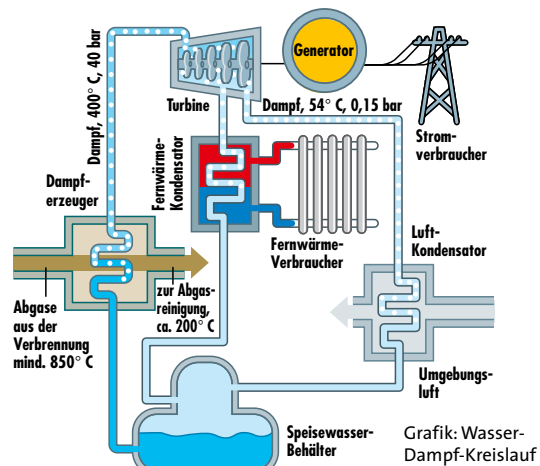 Generator
Dampf, 400° C, 40 bar
Turbine
Dampf, 54° C, 0,15 bar
Strom-
verbraucher
Fernwärme-
Kondensator
Dampf-
erzeuger
Fernwärme-
Verbraucher
Luft-
Kondensator
Abgase
aus der
Verbrennung
mind. 850° C
zur Abgas-
reinigung,
ca. 200° C
Umgebungs-
luft
Speisewasser-
Behälter
Grafik: Wasser-
Dampf-Kreislauf